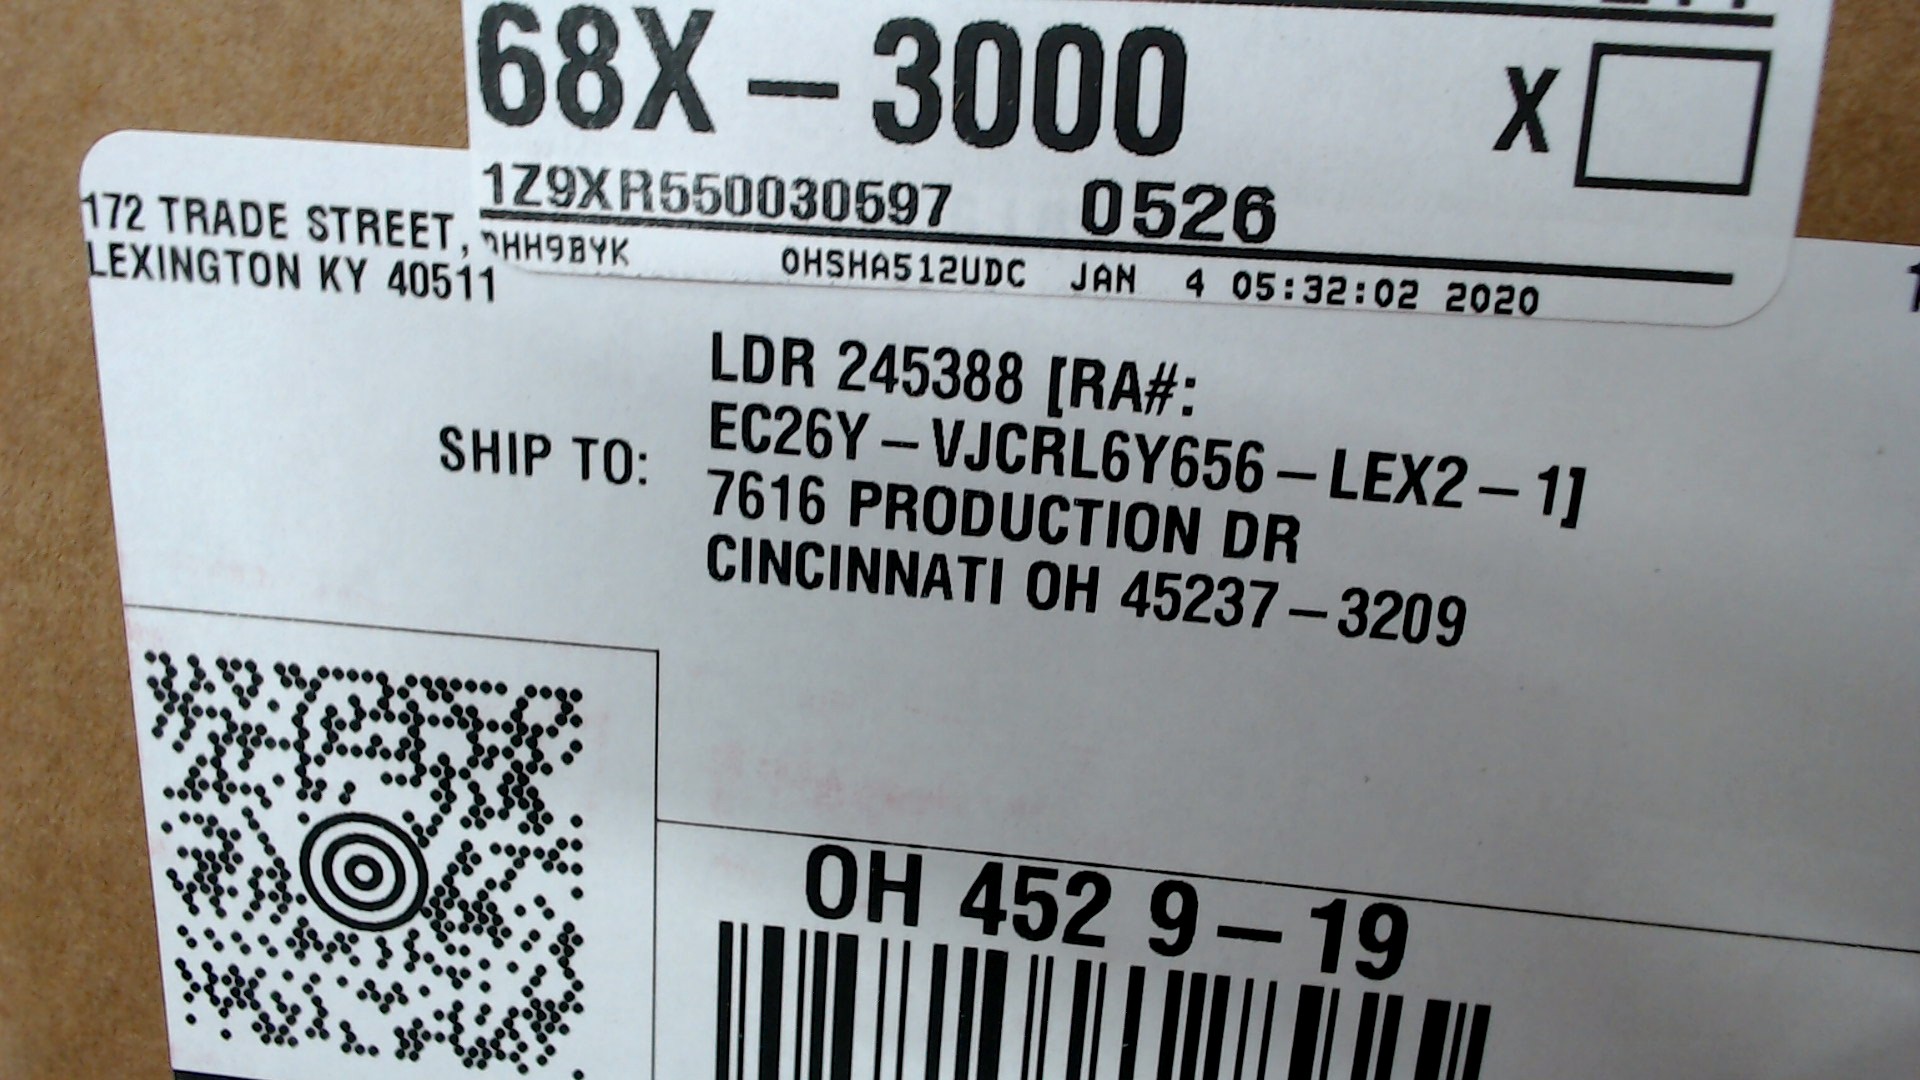 68X – 3000
X
1Z9XR550030597 0526
HH9BYK OHSHA512UDC JAN 4 05:32:02 2020
172 TRADE STREET,
LEXINGTON KY 40511
LDR 245388 [RA#:
SHIP TO:
EC26Y – VJCRL6Y656 – LEX2 – 1]
7616 PRODUCTION DR
CINCINNATI OH 45237 – 3209
OH 452 9 – 19